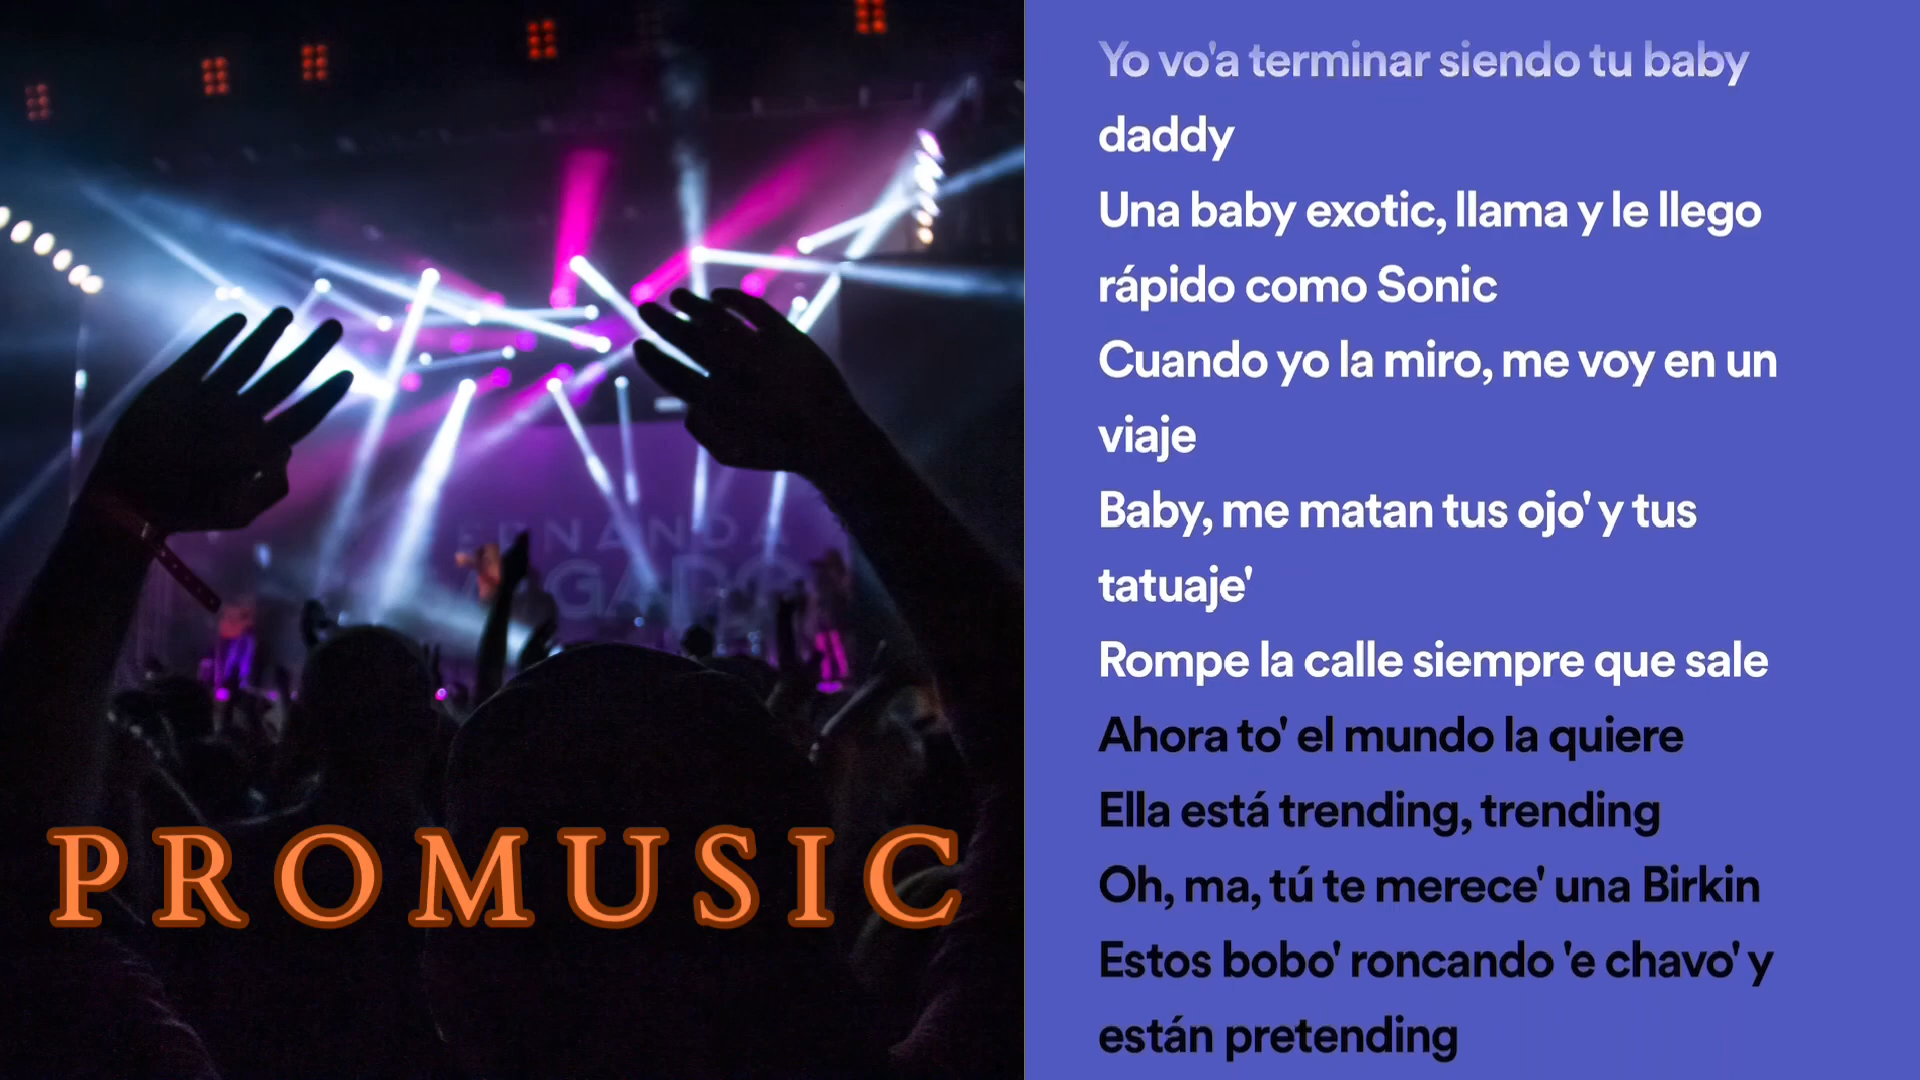 FERNANDA
PROMUSIC
Yo vo'a terminar siendo tu baby
daddy
Una baby exotic, llama y le llego
rápido como Sonic
Cuando yo la miro, me voy en un
viaje
Baby, me matan tus ojo' y tus
tatuaje'
Rompe la calle siempre que sale
Ahora to' el mundo la quiere
Ella está trending, trending
Oh, ma, tú te merece' una Birkin
Estos bobo' roncando 'e chavo' y
están pretending